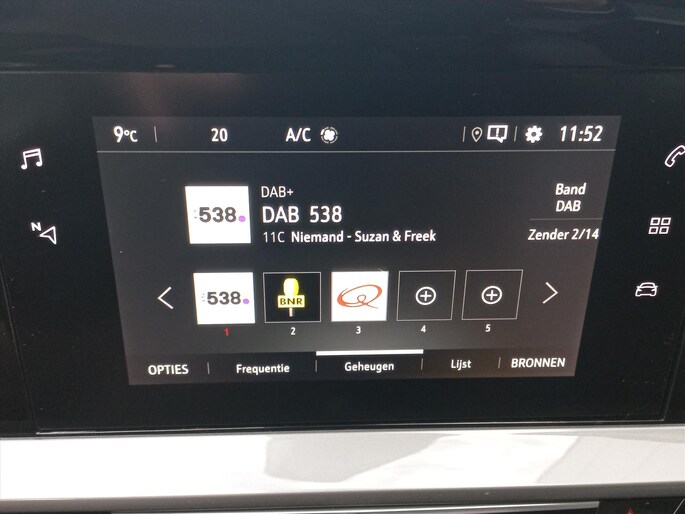 9°C 20 A/C 11:52
N
DAB+
538 DAB 538
11C Niemand - Suzan & Freek
Band
DAB
Zender 2/14
538 BNR
1 2 3 4 5
OPTIES Frequentie Geheugen Lijst BRONNEN